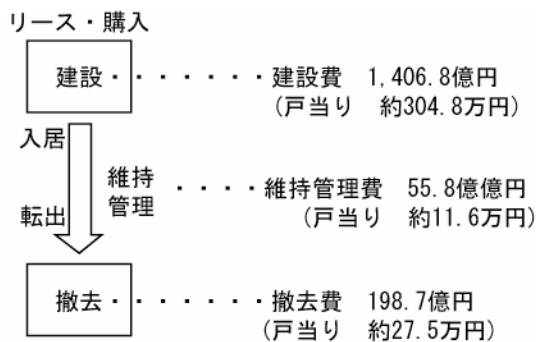 リース・購入
建設・・・・・・・建設費　1,406.8億円
(戸当り　約304.8万円)
入居
維持
管理
・・・・維持管理費　55.8億億円
(戸当り　約11.6万円)
転出
撤去・・・・・・・撤去費　198.7億円
(戸当り　約27.5万円)